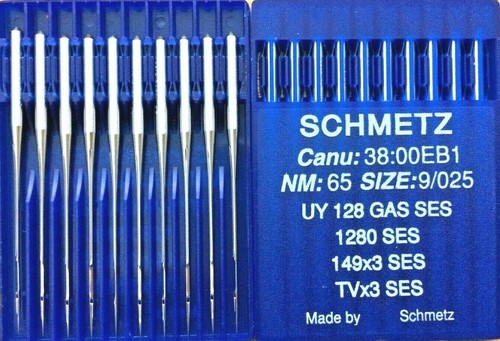 SCHMETZ
Canu: 38:00EB1
NM: 65 SIZE: 9/025
UY 128 GAS SES
1280 SES
149x3 SES
TVx3 SES
Made by Schmetz